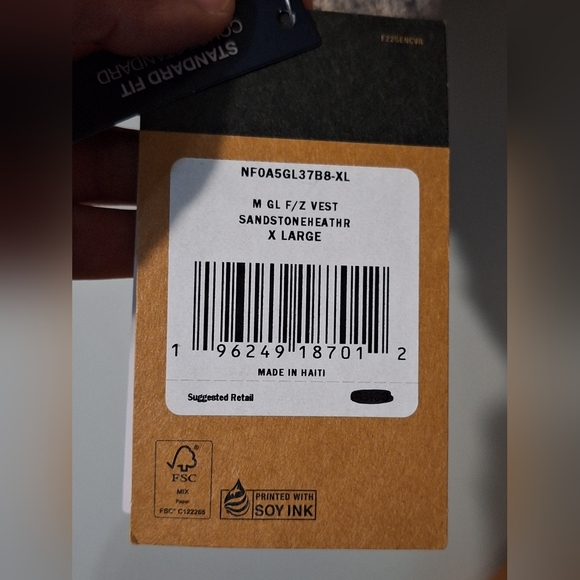 STANDARD FIT
F22SENCVR
NF0A5GL37B8-XL
M GL F/Z VEST
SANDSTONEHEATHR
X LARGE
1 96249 18701 2
MADE IN HAITI
Suggested Retail
FSC
MIX
Paper
FSC® C122268
PRINTED WITH
SOY INK